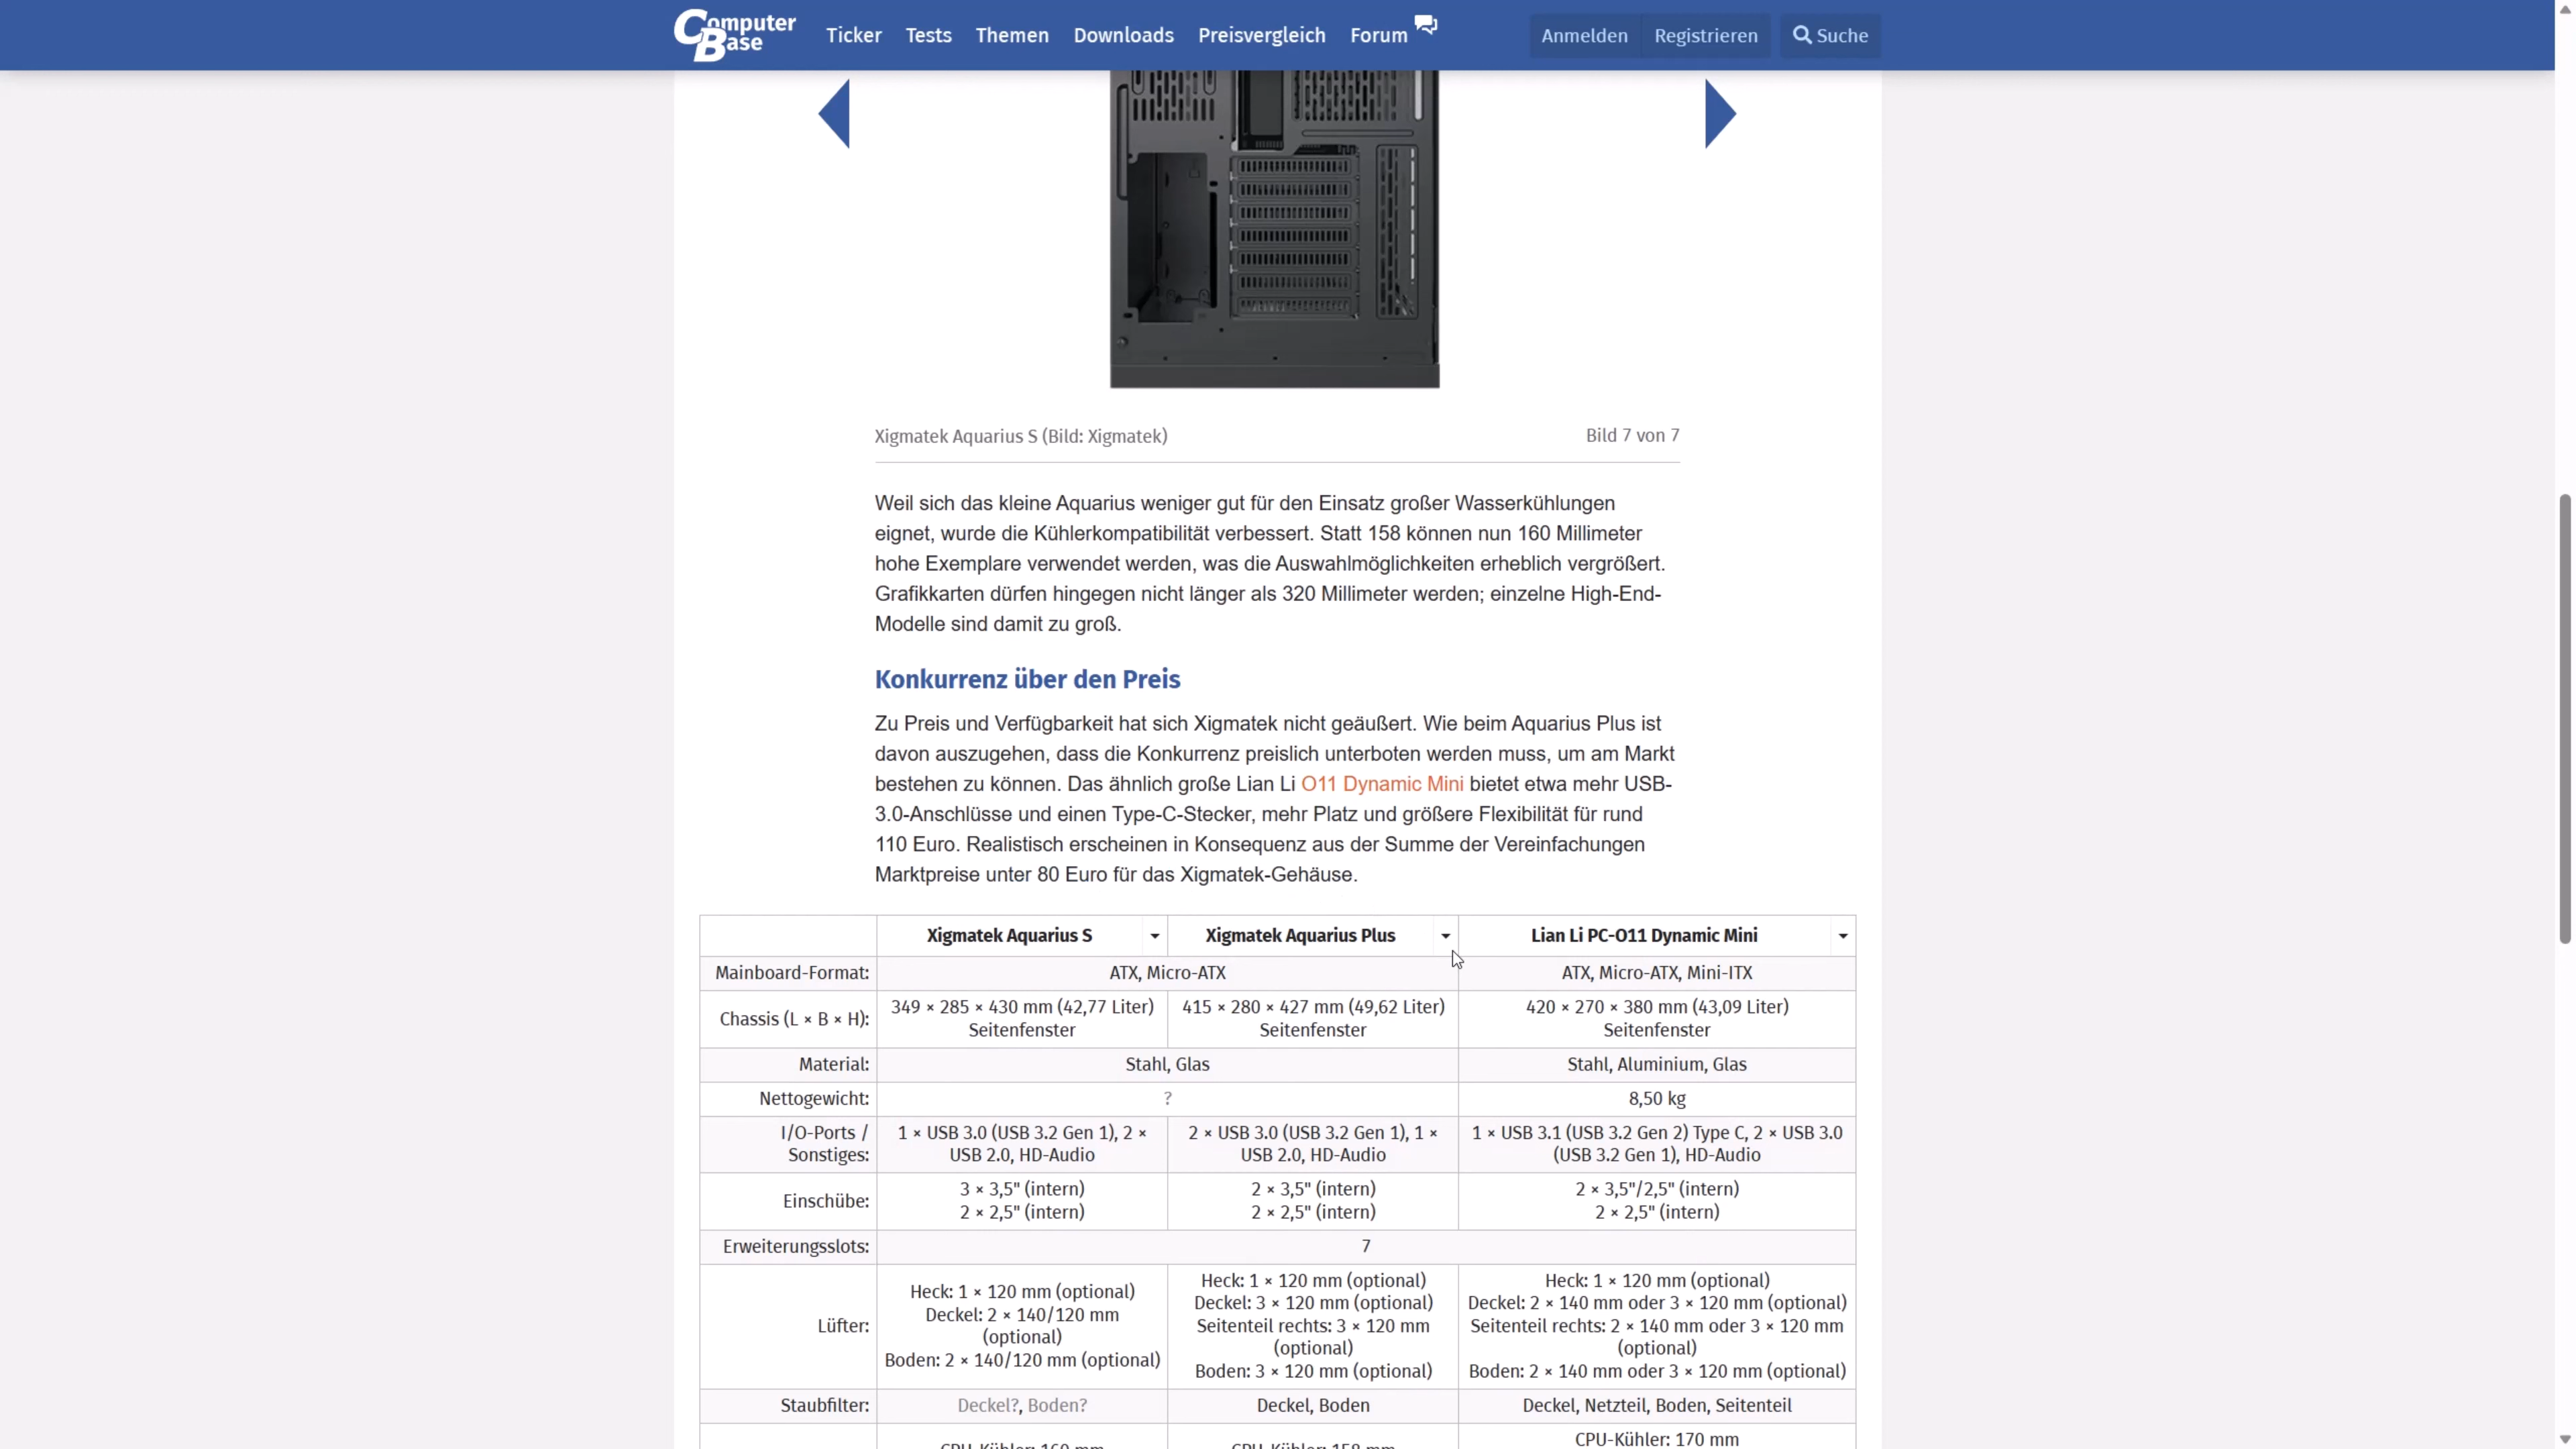 Computer Base
Ticker Tests Themen Downloads Preisvergleich Forum Anmelden Registrieren Suche
Xigmatek Aquarius S (Bild: Xigmatek) Bild 7 von 7
Weil sich das kleine Aquarius weniger gut für den Einsatz großer Wasserkühlungen
eignet, wurde die Kühlerkompatibilität verbessert. Statt 158 können nun 160 Millimeter
hohe Exemplare verwendet werden, was die Auswahlmöglichkeiten erheblich vergrößert.
Grafikkarten dürfen hingegen nicht länger als 320 Millimeter werden; einzelne High-End-
Modelle sind damit zu groß.
Konkurrenz über den Preis
Zu Preis und Verfügbarkeit hat sich Xigmatek nicht geäußert. Wie beim Aquarius Plus ist
davon auszugehen, dass die Konkurrenz preislich unterboten werden muss, um am Markt
bestehen zu können. Das ähnlich große Lian Li O11 Dynamic Mini bietet etwa mehr USB-
3.0-Anschlüsse und einen Type-C-Stecker, mehr Platz und größere Flexibilität für rund
110 Euro. Realistisch erscheinen in Konsequenz aus der Summe der Vereinfachungen
Marktpreise unter 80 Euro für das Xigmatek-Gehäuse.
Xigmatek Aquarius S Xigmatek Aquarius Plus Lian Li PC-O11 Dynamic Mini
Mainboard-Format: ATX, Micro-ATX ATX, Micro-ATX, Mini-ITX
Chassis (L × B × H): 349 × 285 × 430 mm (42,77 Liter) 415 × 280 × 427 mm (49,62 Liter) 420 × 270 × 380 mm (43,09 Liter)
Seitenfenster Seitenfenster Seitenfenster
Material: Stahl, Glas Stahl, Aluminium, Glas
Nettogewicht: ? 8,50 kg
I/O-Ports / 1 × USB 3.0 (USB 3.2 Gen 1), 2 × 2 × USB 3.0 (USB 3.2 Gen 1), 1 × 1 × USB 3.1 (USB 3.2 Gen 2) Type C, 2 × USB 3.0
Sonstiges: USB 2.0, HD-Audio USB 2.0, HD-Audio (USB 3.2 Gen 1), HD-Audio
Einschübe: 3 × 3,5" (intern) 2 × 3,5" (intern) 2 × 3,5"/2,5" (intern)
2 × 2,5" (intern) 2 × 2,5" (intern) 2 × 2,5" (intern)
Erweiterungsslots: 7
Lüfter:
Heck: 1 × 120 mm (optional)
Deckel: 2 × 140/120 mm
(optional)
Boden: 2 × 140/120 mm (optional)
Heck: 1 × 120 mm (optional)
Deckel: 3 × 120 mm (optional)
Seitenteil rechts: 3 × 120 mm
(optional)
Boden: 3 × 120 mm (optional)
Heck: 1 × 120 mm (optional)
Deckel: 2 × 140 mm oder 3 × 120 mm (optional)
Seitenteil rechts: 2 × 140 mm oder 3 × 120 mm
(optional)
Boden: 2 × 140 mm oder 3 × 120 mm (optional)
Staubfilter: Deckel?, Boden? Deckel, Boden Deckel, Netzteil, Boden, Seitenteil
CPU-Kühler: 160 mm CPU-Kühler: 158 mm CPU-Kühler: 170 mm